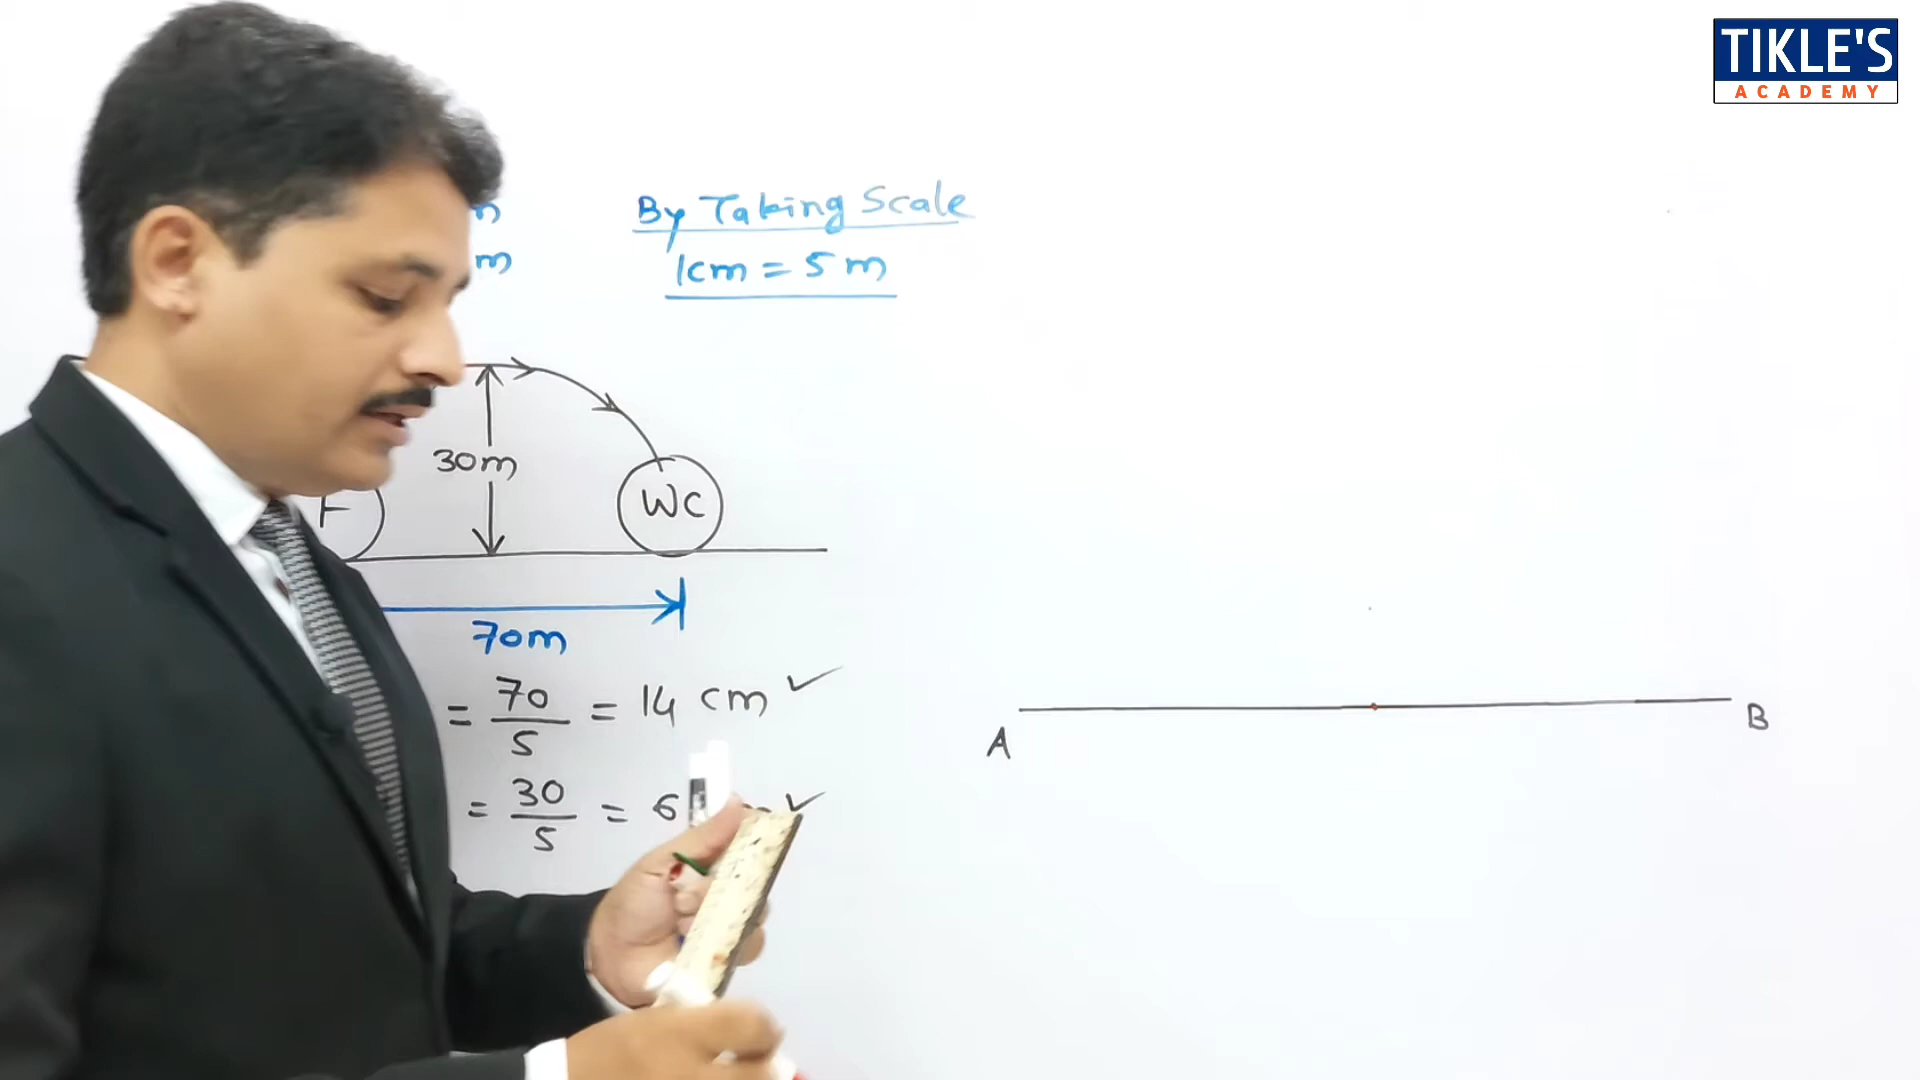 TIKLE'S
ACADEMY
By Taking Scale
m
1cm = 5 m
30m
F
WC
70m
= 70/5 = 14 cm ✓
A
B
= 30/5 = 6 ✓